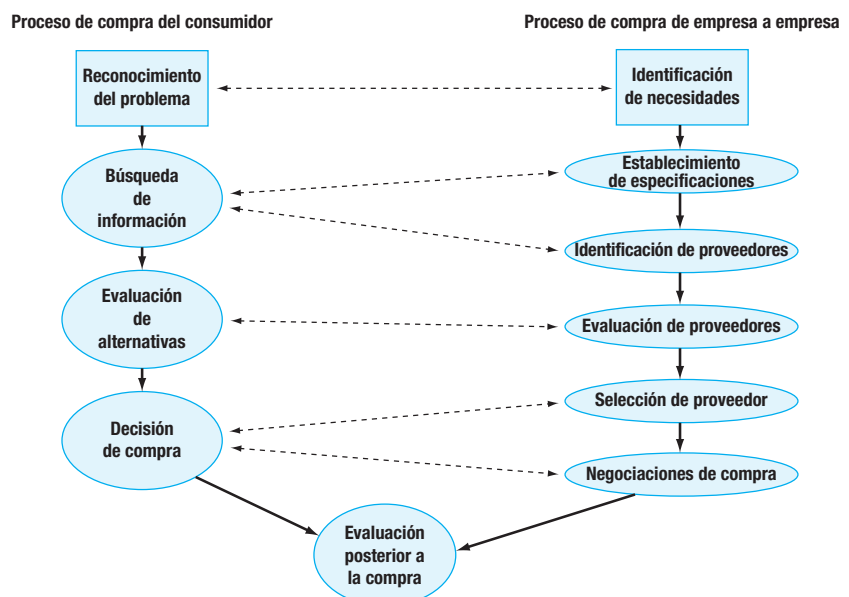 Proceso de compra del consumidor
Proceso de compra de empresa a empresa
Reconocimiento
del problema
Identificación
de necesidades
Búsqueda
de
información
Establecimiento
de especificaciones
Identificación de proveedores
Evaluación
de
alternativas
Evaluación de proveedores
Selección de proveedor
Decisión
de compra
Negociaciones de compra
Evaluación
posterior a
la compra